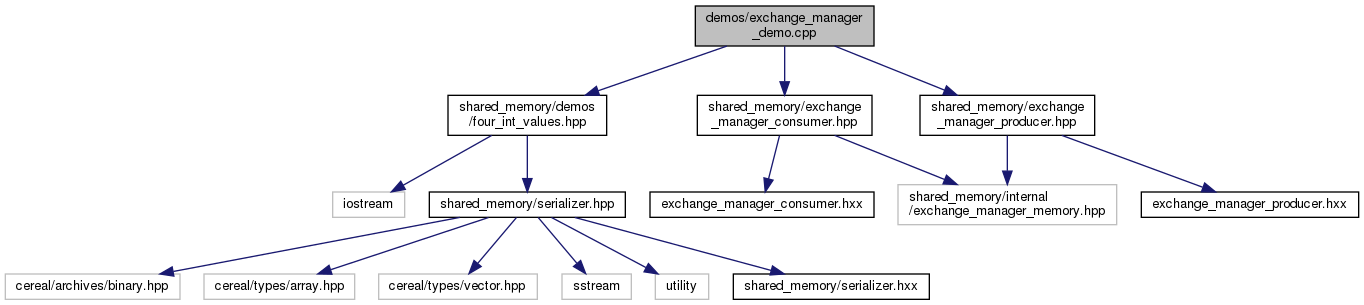 demos/exchange_manager
_demo.cpp
shared_memory/demos
/four_int_values.hpp
shared_memory/exchange
_manager_consumer.hpp
shared_memory/exchange
_manager_producer.hpp
iostream
shared_memory/serializer.hpp
exchange_manager_consumer.hxx
shared_memory/internal
/exchange_manager_memory.hpp
exchange_manager_producer.hxx
cereal/archives/binary.hpp
cereal/types/array.hpp
cereal/types/vector.hpp
sstream
utility
shared_memory/serializer.hxx